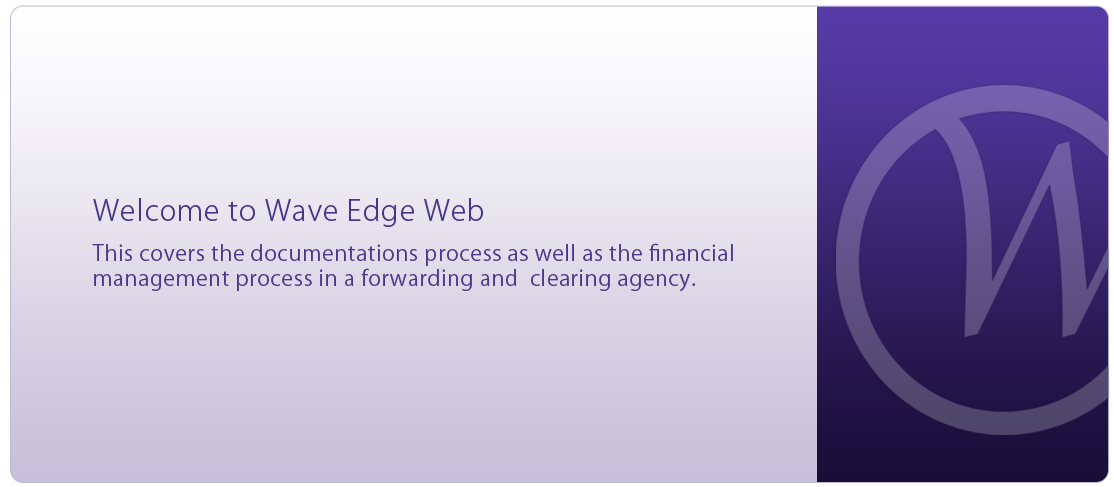 Welcome to Wave Edge Web
This covers the documentations process as well as the financial
management process in a forwarding and  clearing agency.